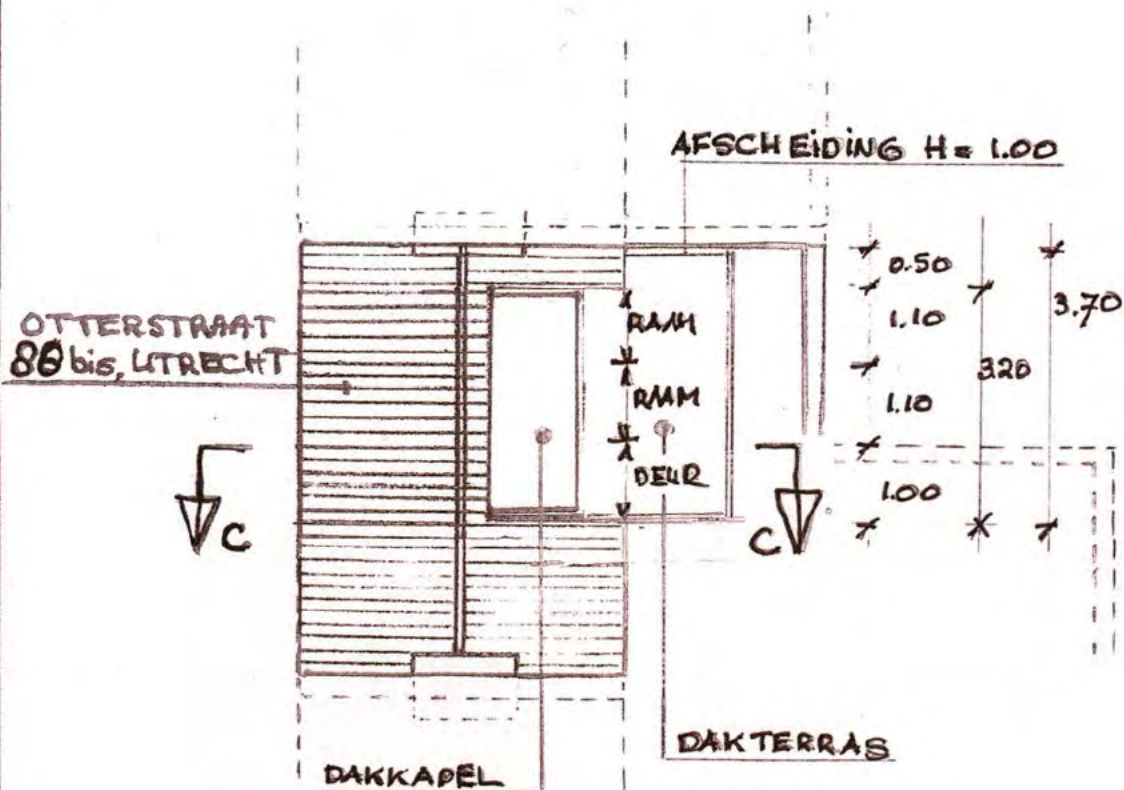 AFSCHEIDING H = 1.00
0.50
3.70
1.10
RAAM
OTTERSTRAAT
bis, UTRECHT
320
RAAM
1.10
DEUR
1.00
C
C
DAKTERRAS
DAKKAPEL